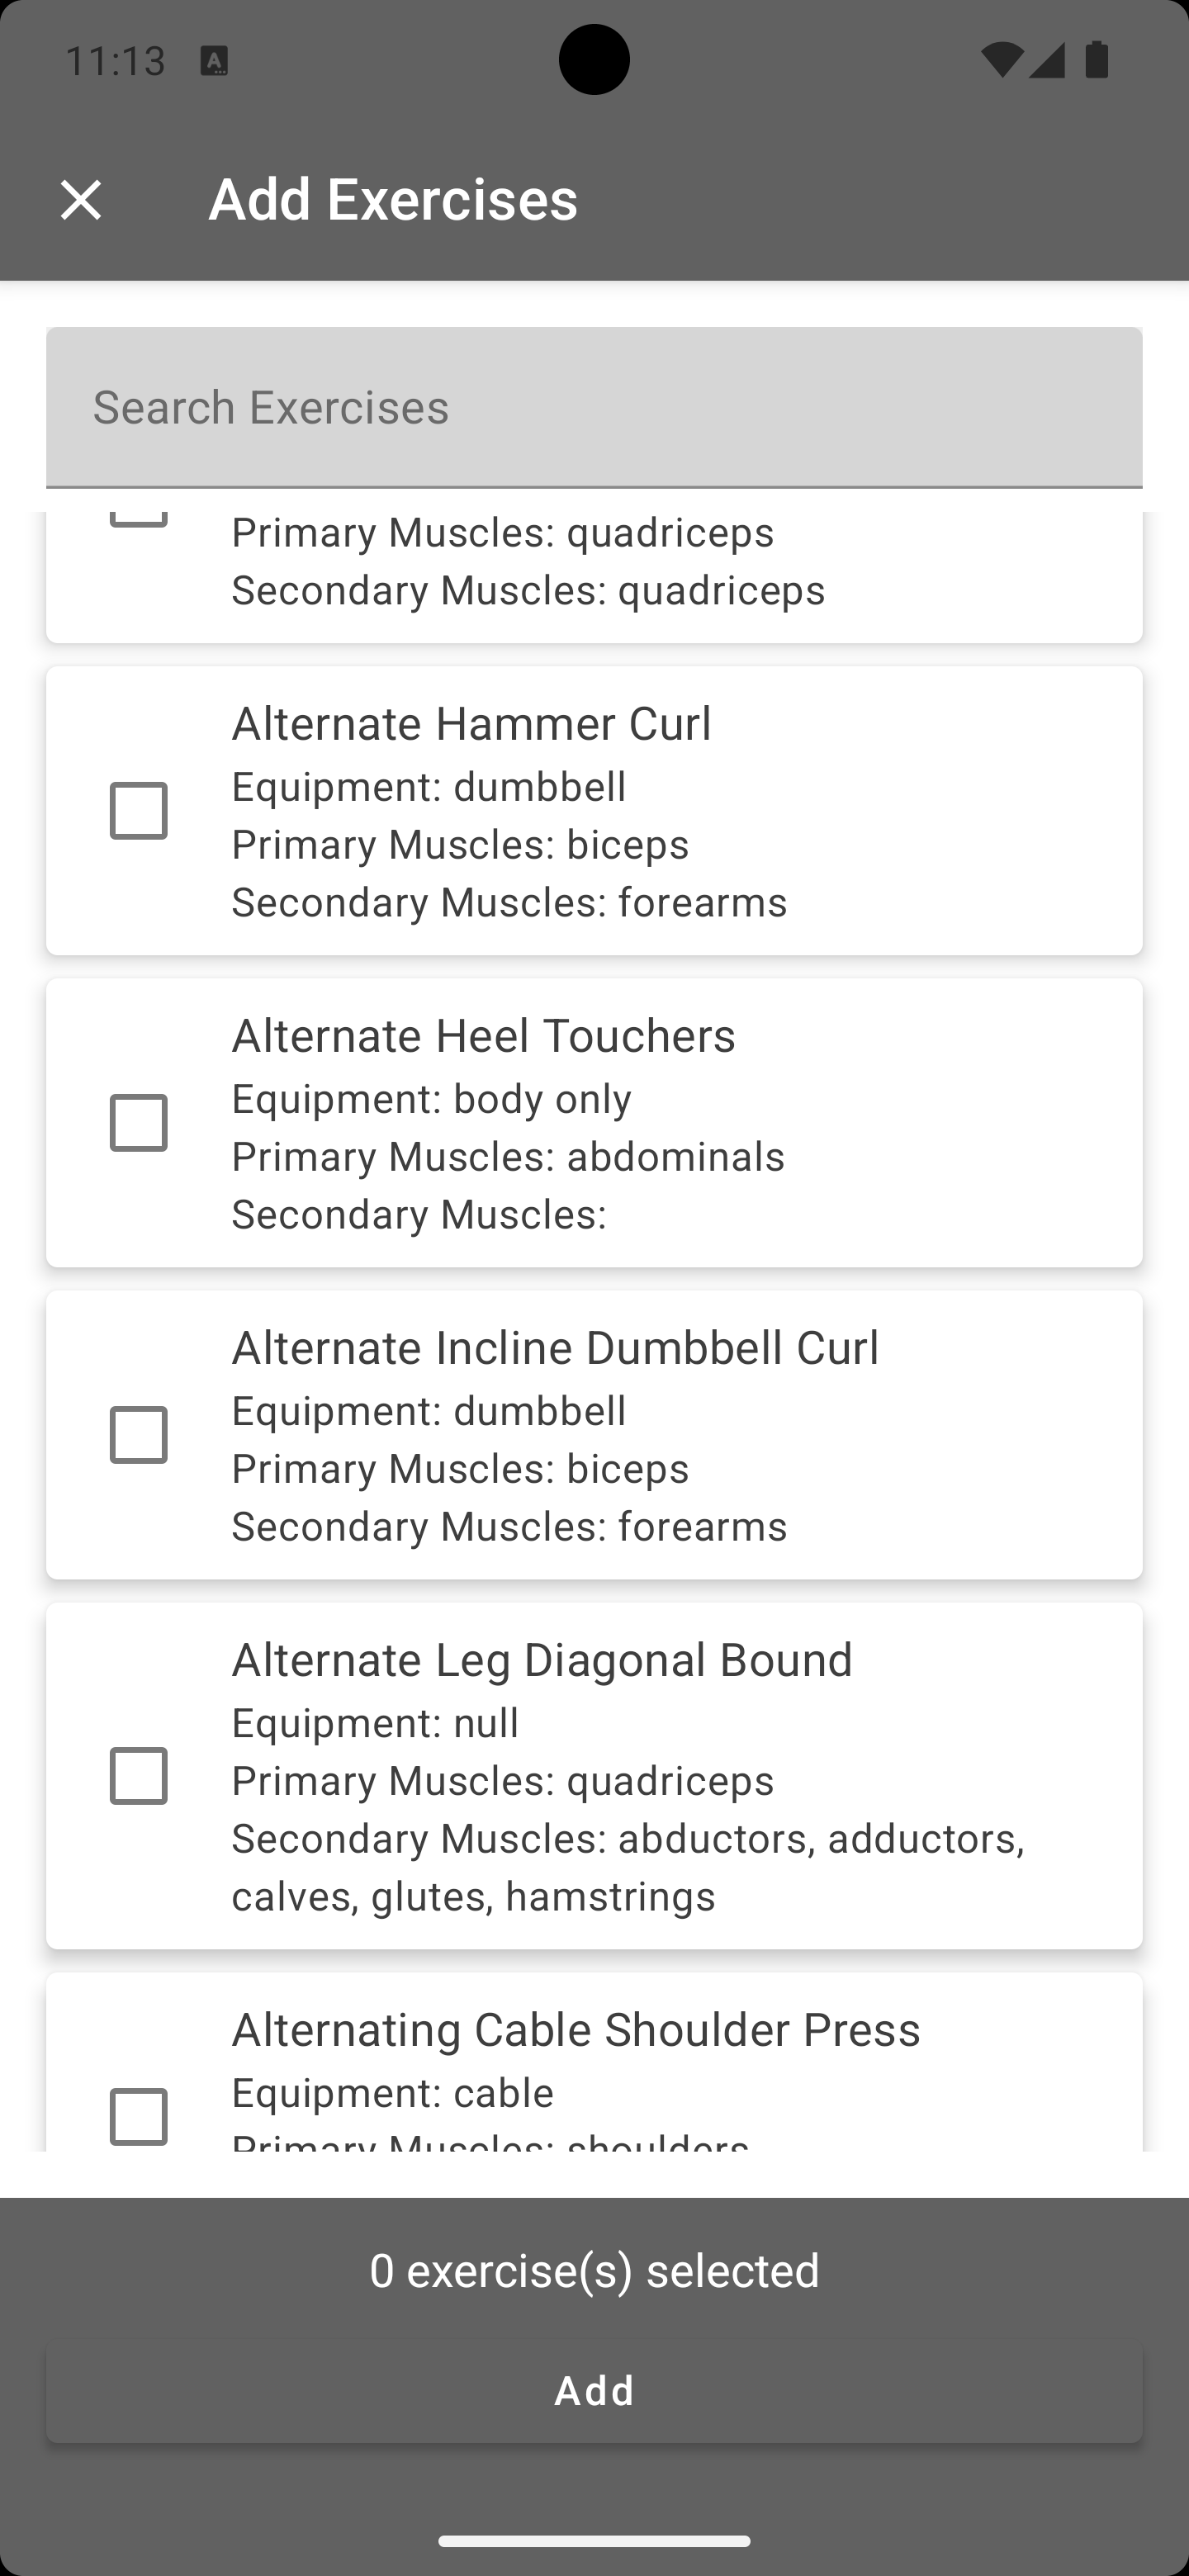 11:13
Add Exercises
Search Exercises
Primary Muscles: quadriceps
Secondary Muscles: quadriceps
Alternate Hammer Curl
Equipment: dumbbell
Primary Muscles: biceps
Secondary Muscles: forearms
Alternate Heel Touchers
Equipment: body only
Primary Muscles: abdominals
Secondary Muscles:
Alternate Incline Dumbbell Curl
Equipment: dumbbell
Primary Muscles: biceps
Secondary Muscles: forearms
Alternate Leg Diagonal Bound
Equipment: null
Primary Muscles: quadriceps
Secondary Muscles: abductors, adductors,
calves, glutes, hamstrings
Alternating Cable Shoulder Press
Equipment: cable
Primary Muscles: shoulders
0 exercise(s) selected
Add